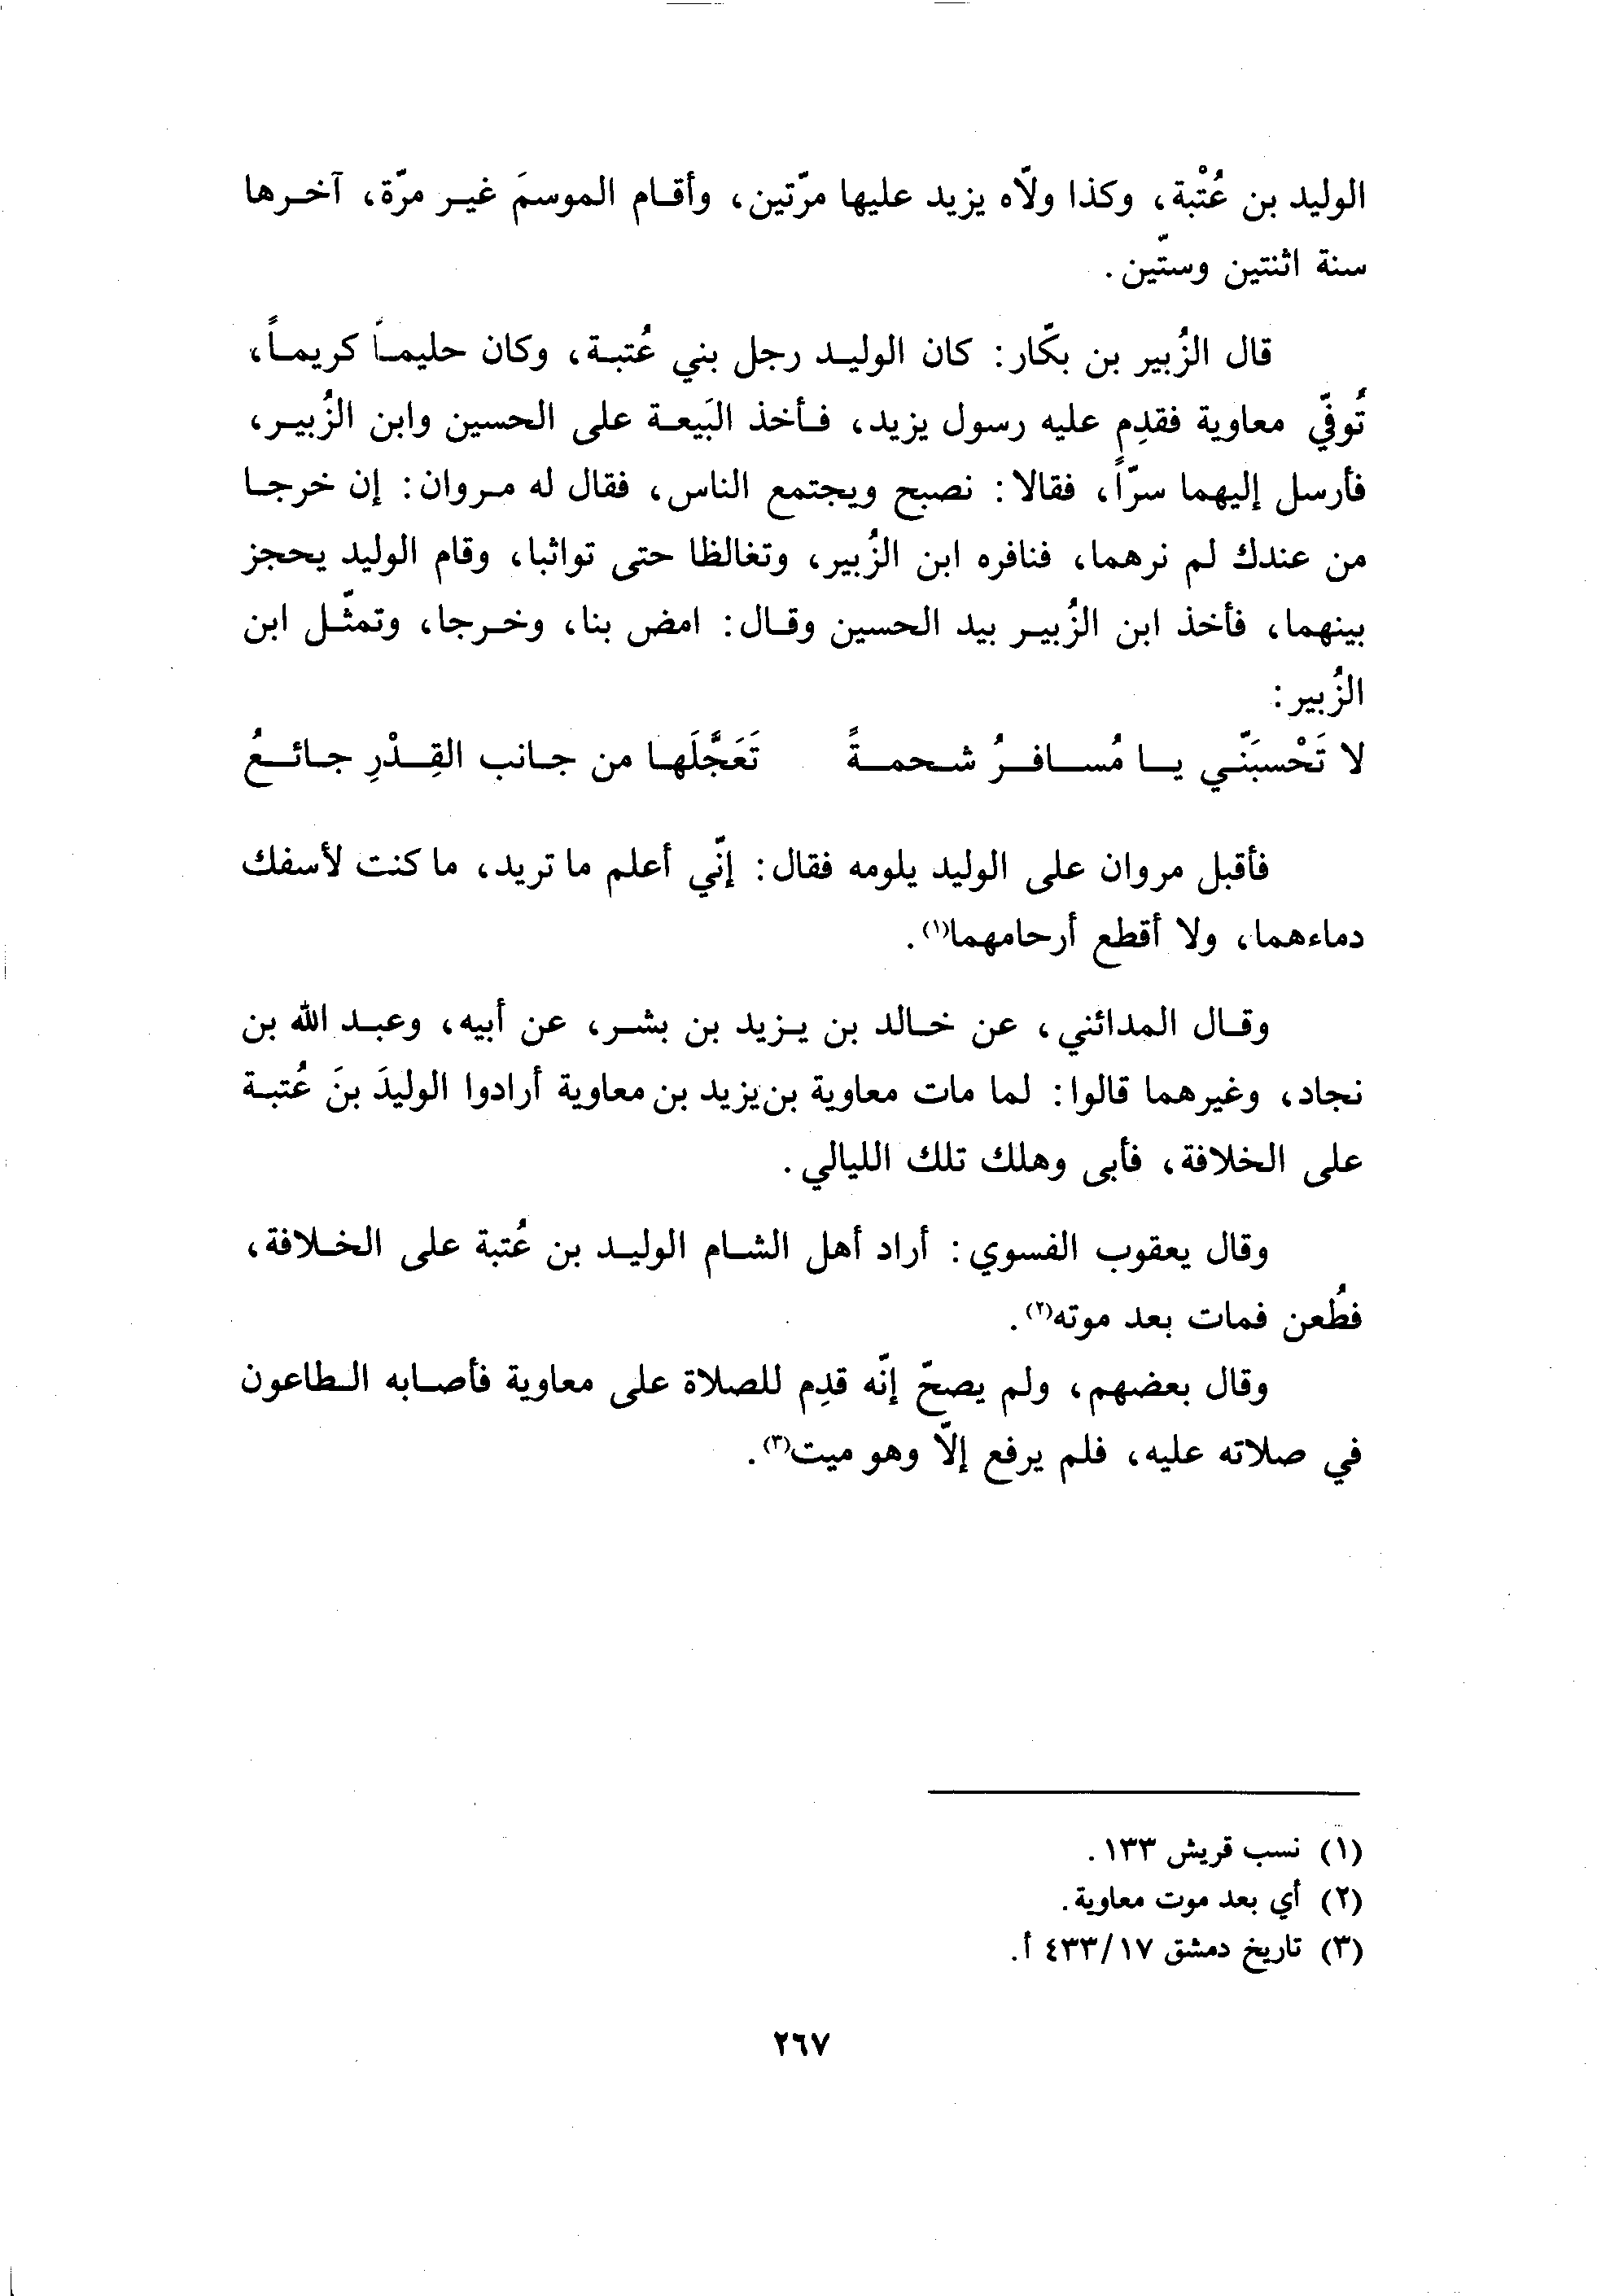 الوليد بن عُتْبة، وكذا ولّاه يزيد عليها مرّتين، وأقام الموسمَ غير مرّة، آخرها
سنة اثنتين وستّين.
قال الزُبير بن بكّار: كان الوليد رجل بني عُتبة، وكان حليماً كريماً،
تُوفّي معاوية فقدِم عليه رسول يزيد، فأخذ البَيعة على الحسين وابن الزُبير،
فأرسل إليهما سرّاً، فقالا: نصبح ويجتمع الناس، فقال له مروان: إن خرجا
من عندك لم نرهما، فنافره ابن الزُبير، وتغالظا حتى تواثبا، وقام الوليد يحجز
بينهما، فأخذ ابن الزُبير بيد الحسين وقال: امض بنا، وخرجا، وتمثّل ابن
الزُبير:
لا تَحْسبَنّي يا مُسافرُ شحمةً تَعَجَّلَها من جانب القِدْرِ جائعُ
فأقبل مروان على الوليد يلومه فقال: إنّي أعلم ما تريد، ما كنت لأسفك
دماءهما، ولا أقطع أرحامهما(١).
وقال المدائني، عن خالد بن يزيد بن بشر، عن أبيه، وعبد الله بن
نجاد، وغيرهما قالوا: لما مات معاوية بن يزيد بن معاوية أرادوا الوليدَ بنَ عُتبة
على الخلافة، فأبى وهلك تلك الليالي.
وقال يعقوب الفسوي: أراد أهل الشام الوليد بن عُتبة على الخلافة،
فطُعن فمات بعد موته(٢).
وقال بعضهم، ولم يصحّ إنّه قدِم للصلاة على معاوية فأصابه الطاعون
في صلاته عليه، فلم يرفع إلّا وهو ميت(٣).
(١) نسب قريش ١٣٣.
(٢) أي بعد موت معاوية.
(٣) تاريخ دمشق ٤٣٣/١٧ أ.
٢٦٧